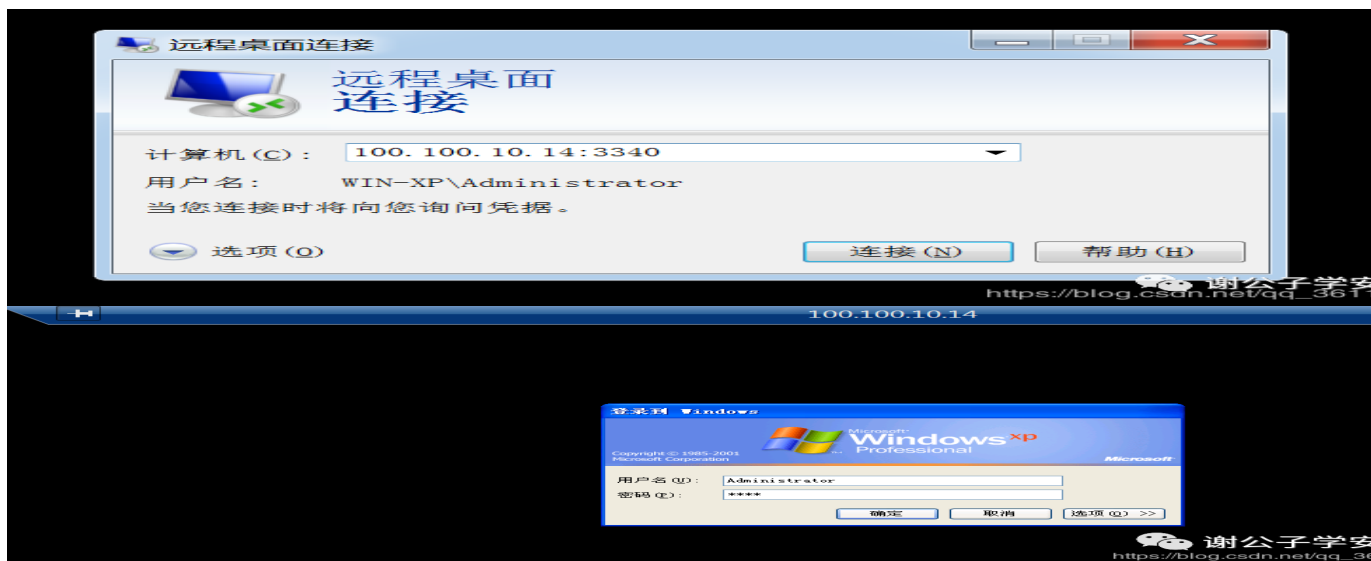 远程桌面连接
远程桌面
连接
计算机(C): 100.100.10.14:3340
用户名: WIN-XP\Administrator
当您连接时将向您询问凭据。
选项(O) 连接(N) 帮助(H)
谢公子学安
https://blog.csdn.net/qq_361
100.100.10.14
登录到 Windows
Microsoft
Windows xp
Professional
Copyright © 1985-2001
Microsoft Corporation
Microsoft
用户名(U): Administrator
密码(P): ****
确定 取消 选项(O) >>
谢公子学安
https://blog.csdn.net/qq_36